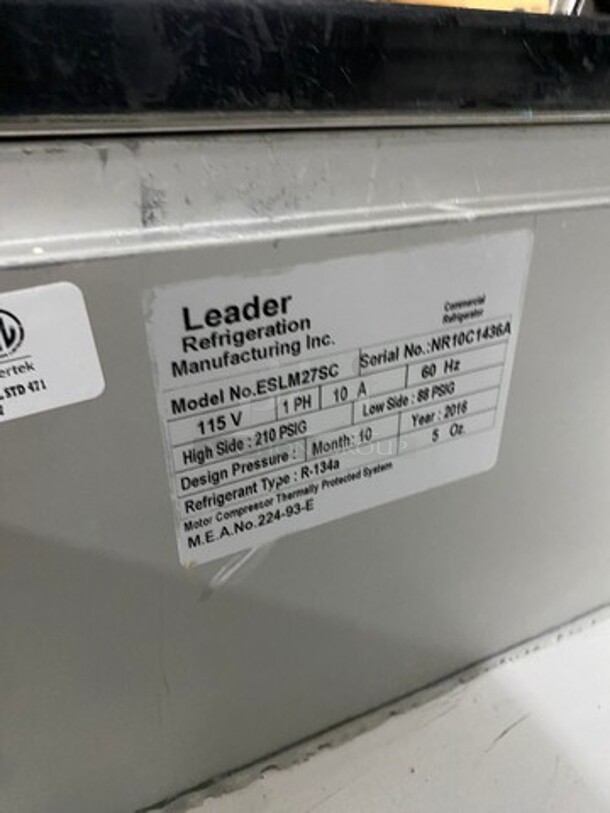 Leader
Refrigeration
Manufacturing Inc.
Commercial
Refrigerator
Model No.ESLM27SC Serial No.:NR10C1436A
115 V 1 PH 10 A 60 Hz
High Side : 210 PSIG Low Side : 88 PSIG
Design Pressure : Month: 10 Year : 2016
Refrigerant Type : R-134a 5 Oz.
Motor Compressor Thermally Protected System
M.E.A.No.224-93-E
ertek
STD 471
GROUP